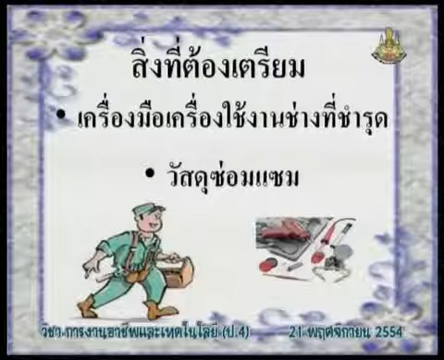 สิ่งที่ต้องเตรียม
• เครื่องมือเครื่องใช้งานช่างที่ชำรุด
• วัสดุซ่อมแซม
วิชา การงานอาชีพและเทคโนโลยี (ป.4) 21 พฤศจิกายน 2554